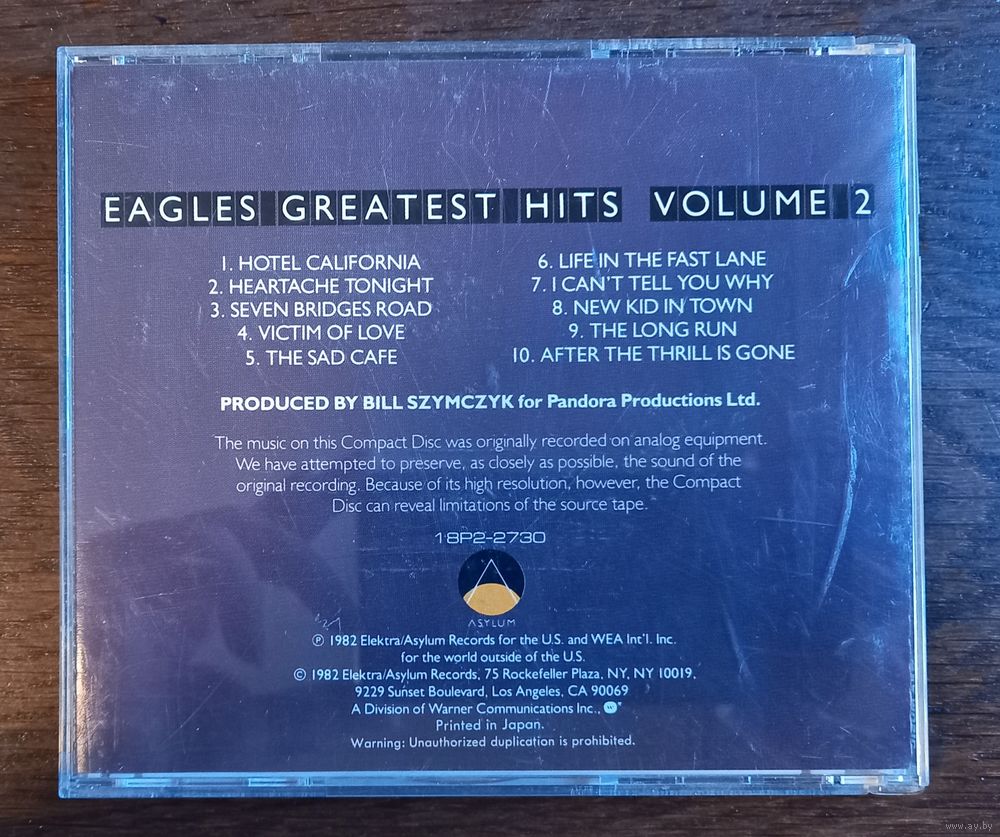 EAGLES GREATEST HITS VOLUME 2
1. HOTEL CALIFORNIA
2. HEARTACHE TONIGHT
3. SEVEN BRIDGES ROAD
4. VICTIM OF LOVE
5. THE SAD CAFE
6. LIFE IN THE FAST LANE
7. I CAN'T TELL YOU WHY
8. NEW KID IN TOWN
9. THE LONG RUN
10. AFTER THE THRILL IS GONE
PRODUCED BY BILL SZYMCZYK for Pandora Productions Ltd.
The music on this Compact Disc was originally recorded on analog equipment.
We have attempted to preserve, as closely as possible, the sound of the
original recording. Because of its high resolution, however, the Compact
Disc can reveal limitations of the source tape.
18P2-2730
ASYLUM
℗ 1982 Elektra/Asylum Records for the U.S. and WEA Int'l. Inc.
for the world outside of the U.S.
© 1982 Elektra/Asylum Records, 75 Rockefeller Plaza, NY, NY 10019.
9229 Sunset Boulevard, Los Angeles, CA 90069
A Division of Warner Communications Inc.,
Printed in Japan.
Warning: Unauthorized duplication is prohibited.
www.ay.by